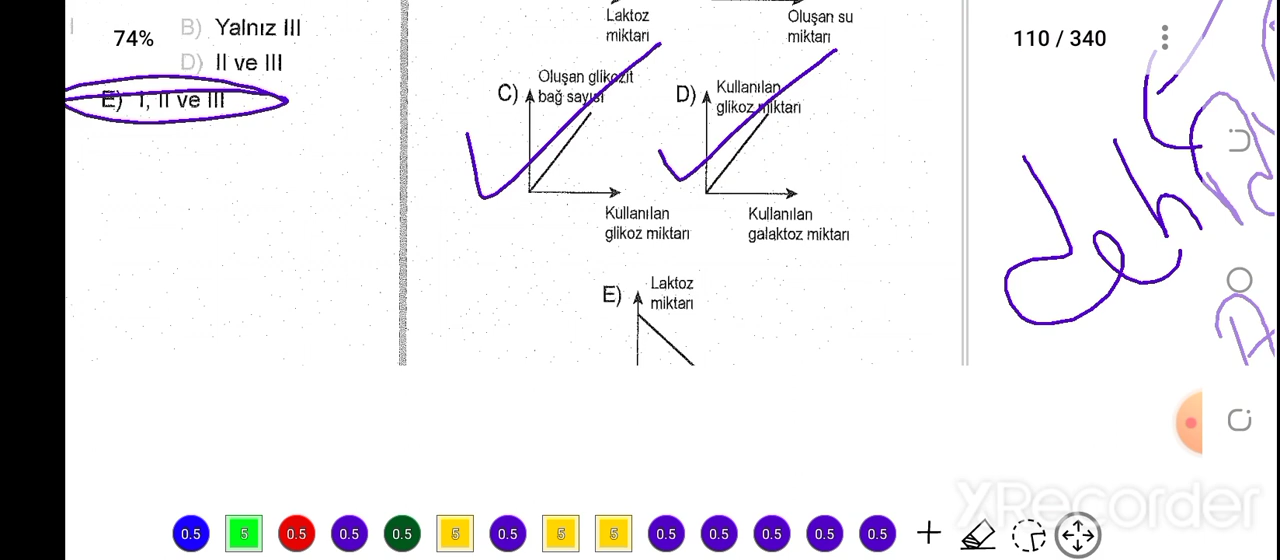 74%
B) Yalnız III
D) II ve III
E) I, II ve III
Laktoz
miktarı
Oluşan su
miktarı
C)
Oluşan glikozit
bağ sayısı
Kullanılan
glikoz miktarı
D)
Kullanılan
glikoz miktarı
Kullanılan
galaktoz miktarı
E)
Laktoz
miktarı
110 / 340
deh
0.5 5 0.5 0.5 0.5 5 0.5 5 5 0.5 0.5 0.5 0.5 0.5
XRecorder